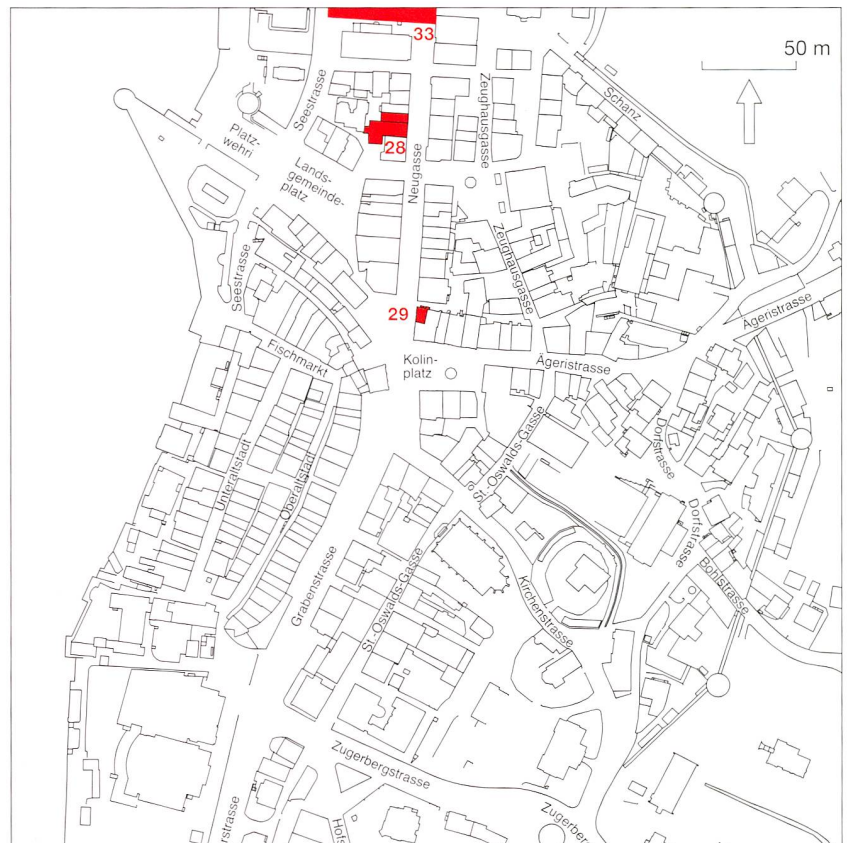 33
50 m
Seestrasse
Zeughausgasse
Schanz
Platz-
wehri
28
Lands-
gemeinde-
platz
Neugasse
Seestrasse
Zeughausgasse
29
Ägeristrasse
Fischmarkt
Kolin-
platz
Ägeristrasse
St.-Oswalds-Gasse
Dorfstrasse
Unteraltstadt
Oberaltstadt
Dorfstrasse
Bohlstrasse
Grabenstrasse
St.-Oswalds-Gasse
Kirchenstrasse
Zugerbergstrasse